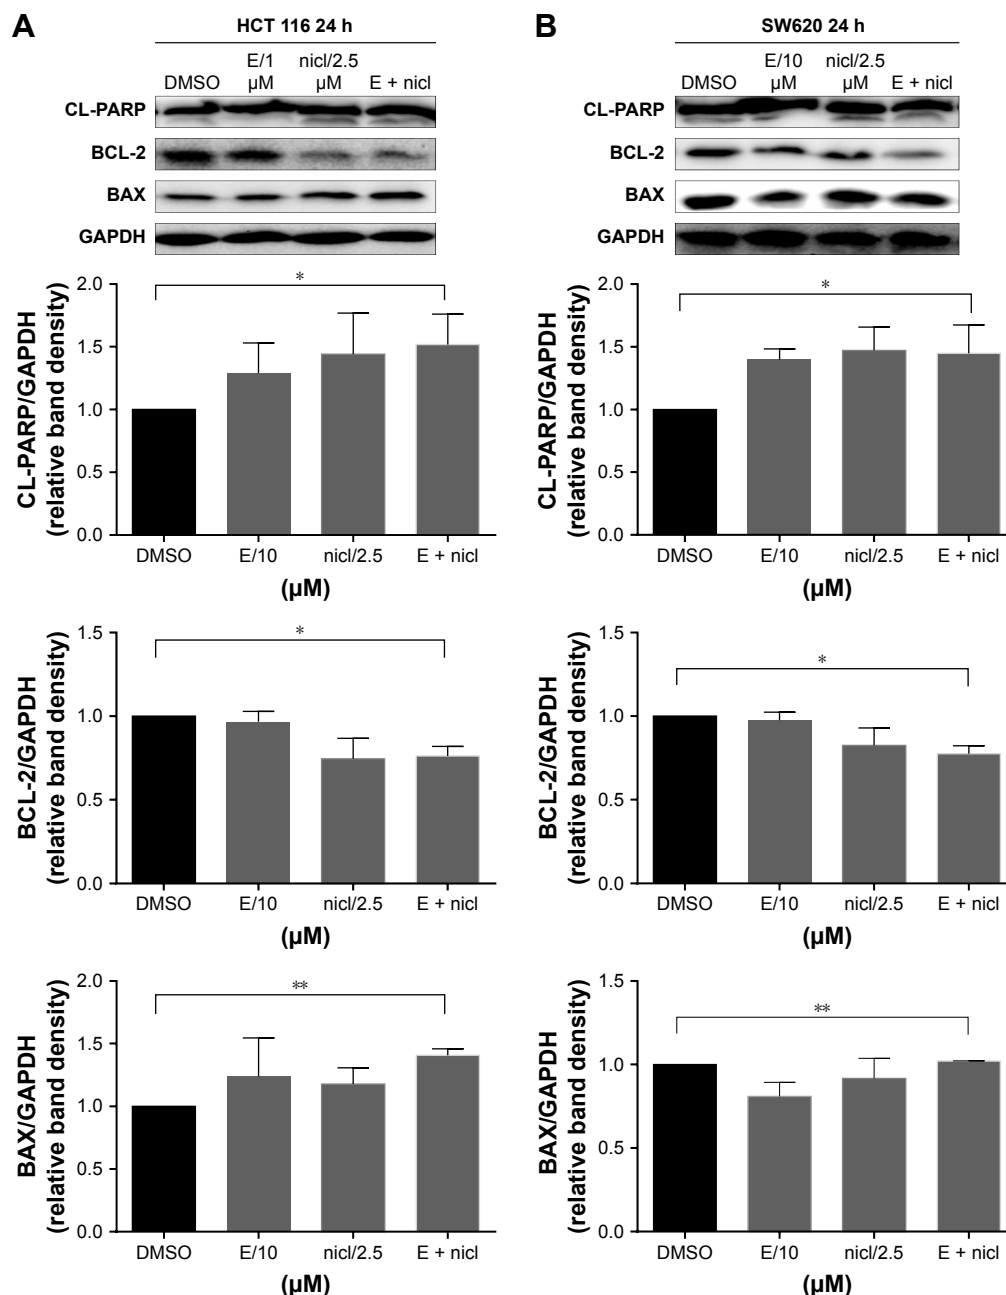 A
HCT 116 24 h
DMSO
E/1
µM
nicl/2.5
µM
E + nicl
CL-PARP
BCL-2
BAX
GAPDH
CL-PARP/GAPDH
(relative band density)
2.0
1.5
1.0
0.5
0.0
*
DMSO E/10 nicl/2.5 E + nicl
(µM)
BCL-2/GAPDH
(relative band density)
1.5
1.0
0.5
0.0
*
DMSO E/10 nicl/2.5 E + nicl
(µM)
BAX/GAPDH
(relative band density)
2.0
1.5
1.0
0.5
0.0
**
DMSO E/10 nicl/2.5 E + nicl
(µM)
B
SW620 24 h
DMSO
E/10
µM
nicl/2.5
µM
E + nicl
CL-PARP
BCL-2
BAX
GAPDH
CL-PARP/GAPDH
(relative band density)
2.0
1.5
1.0
0.5
0.0
*
DMSO E/10 nicl/2.5 E + nicl
(µM)
BCL-2/GAPDH
(relative band density)
1.5
1.0
0.5
0.0
*
DMSO E/10 nicl/2.5 E + nicl
(µM)
BAX/GAPDH
(relative band density)
1.5
1.0
0.5
0.0
**
DMSO E/10 nicl/2.5 E + nicl
(µM)